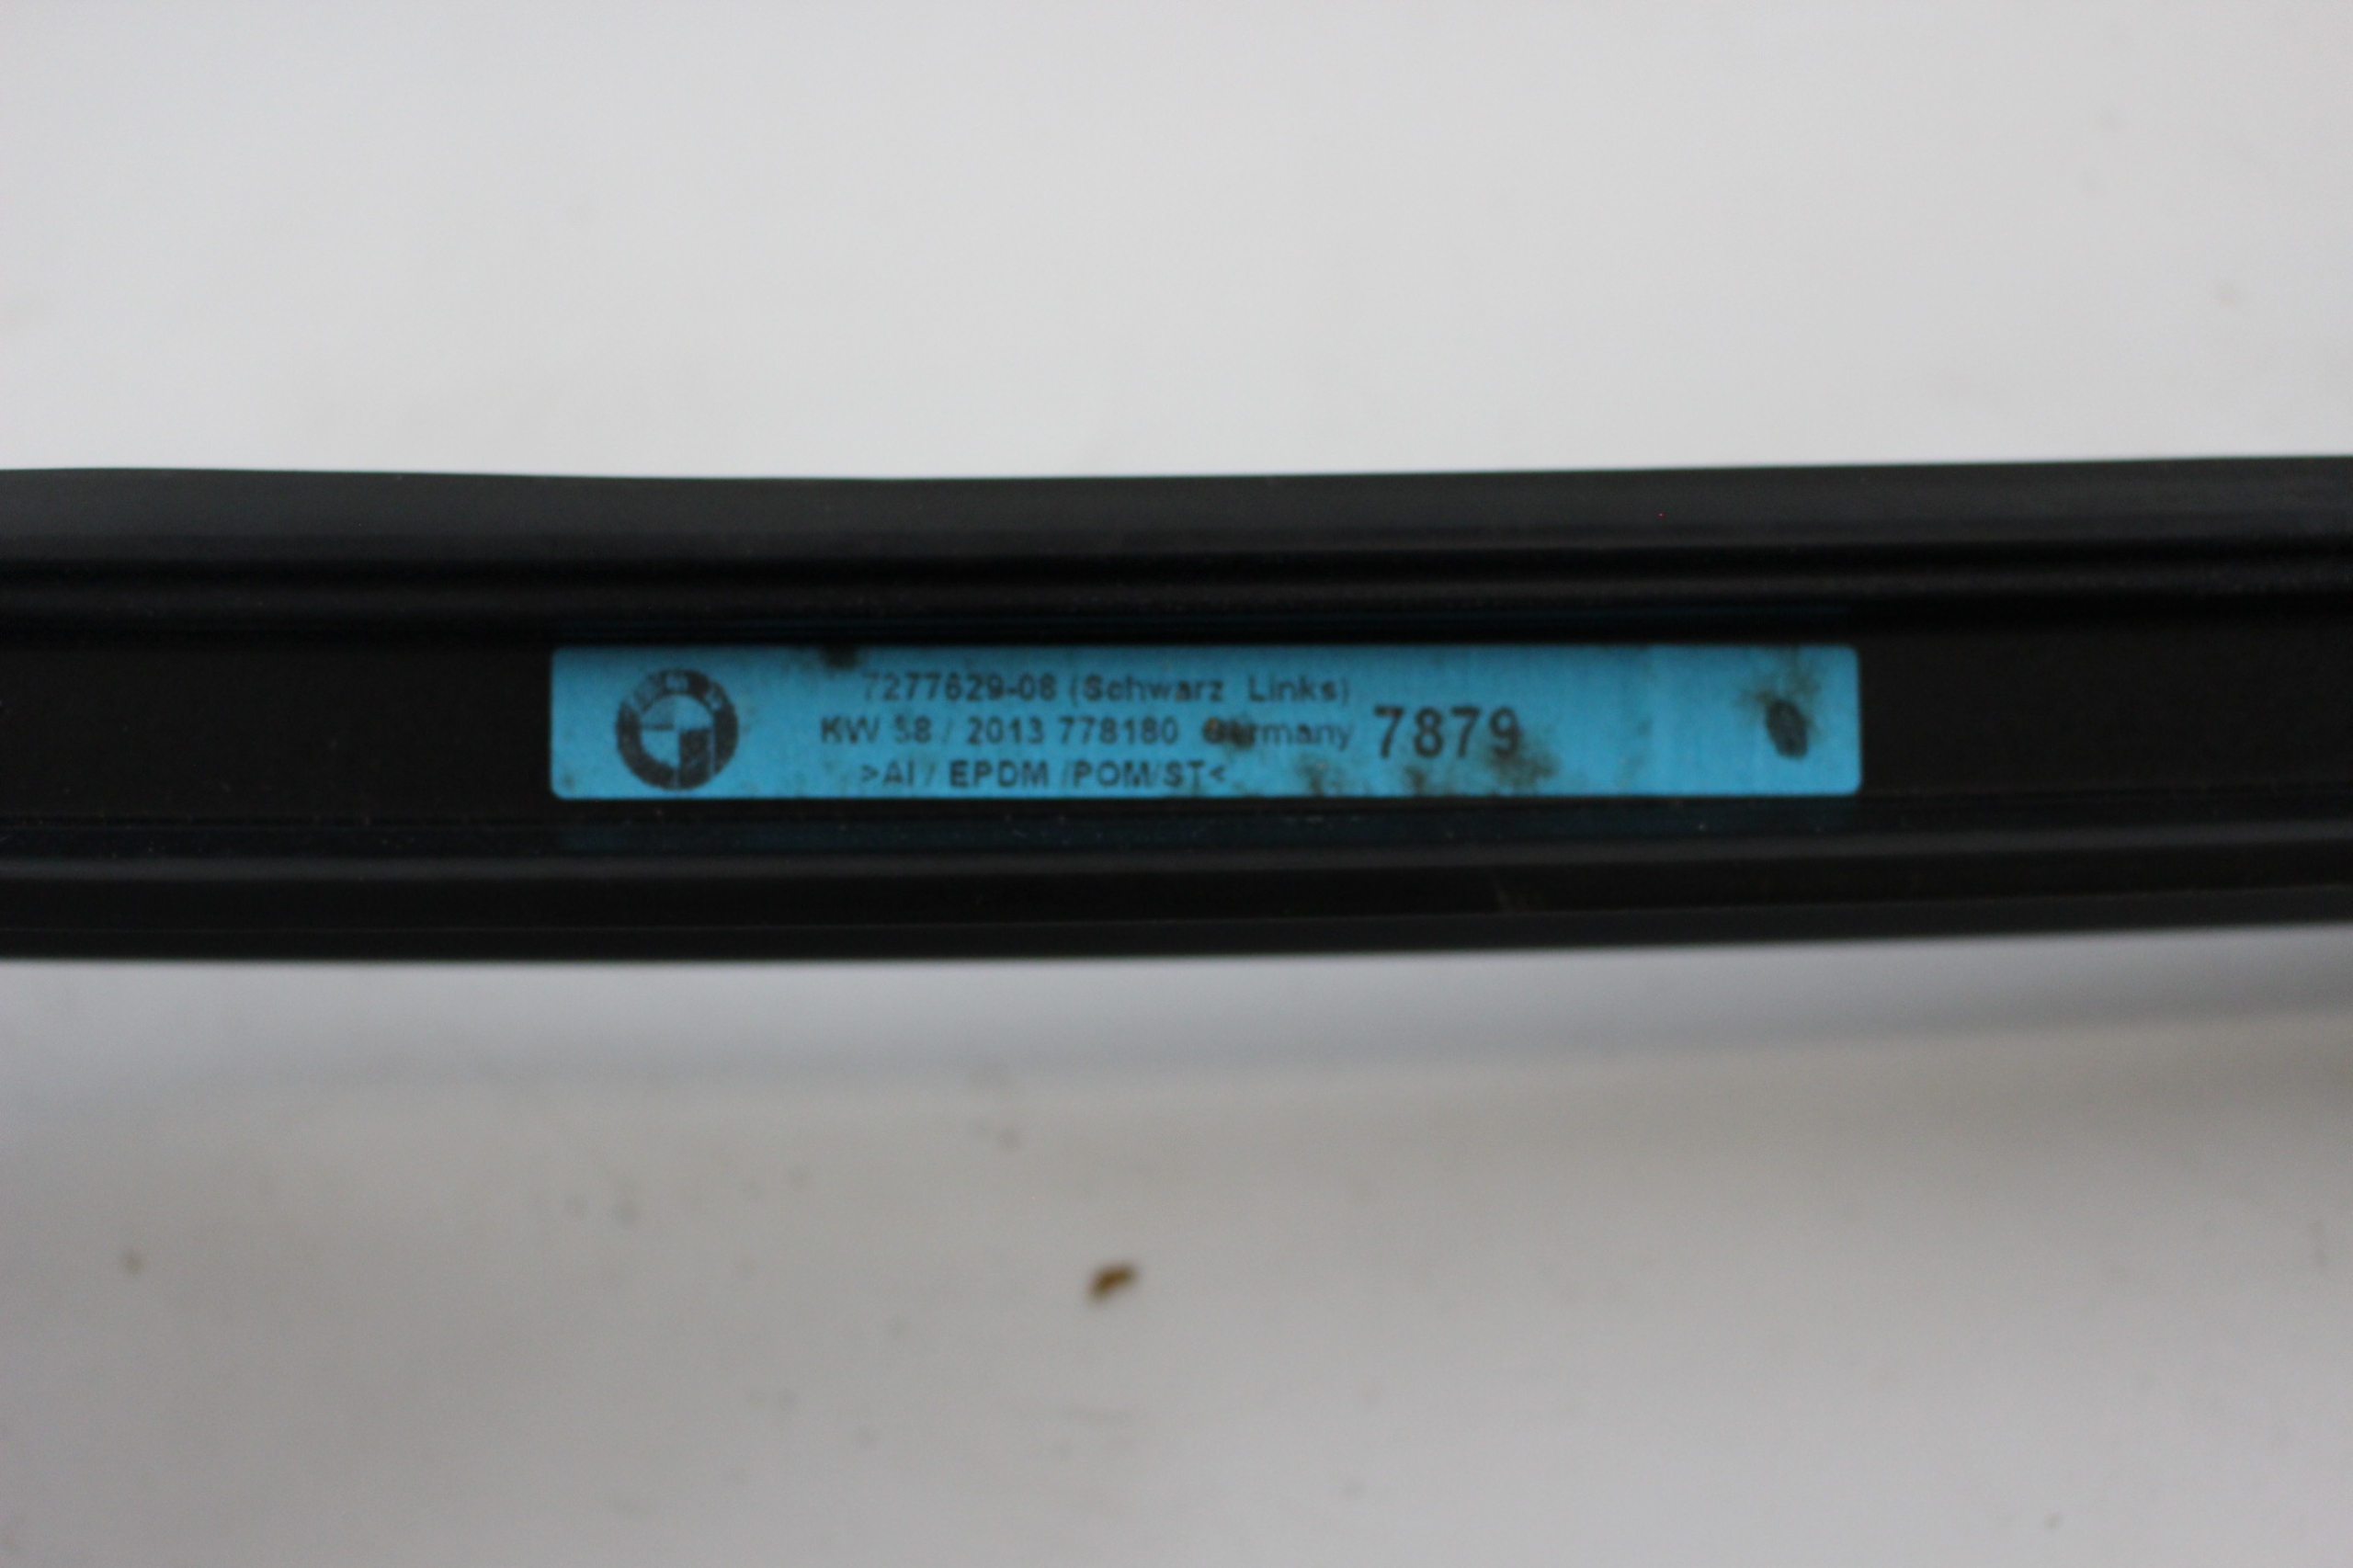 7277629-08 (Schwarz Links)
KW 58 / 2013 778180 Germany 7879
>Al / EPDM /POM/ST<